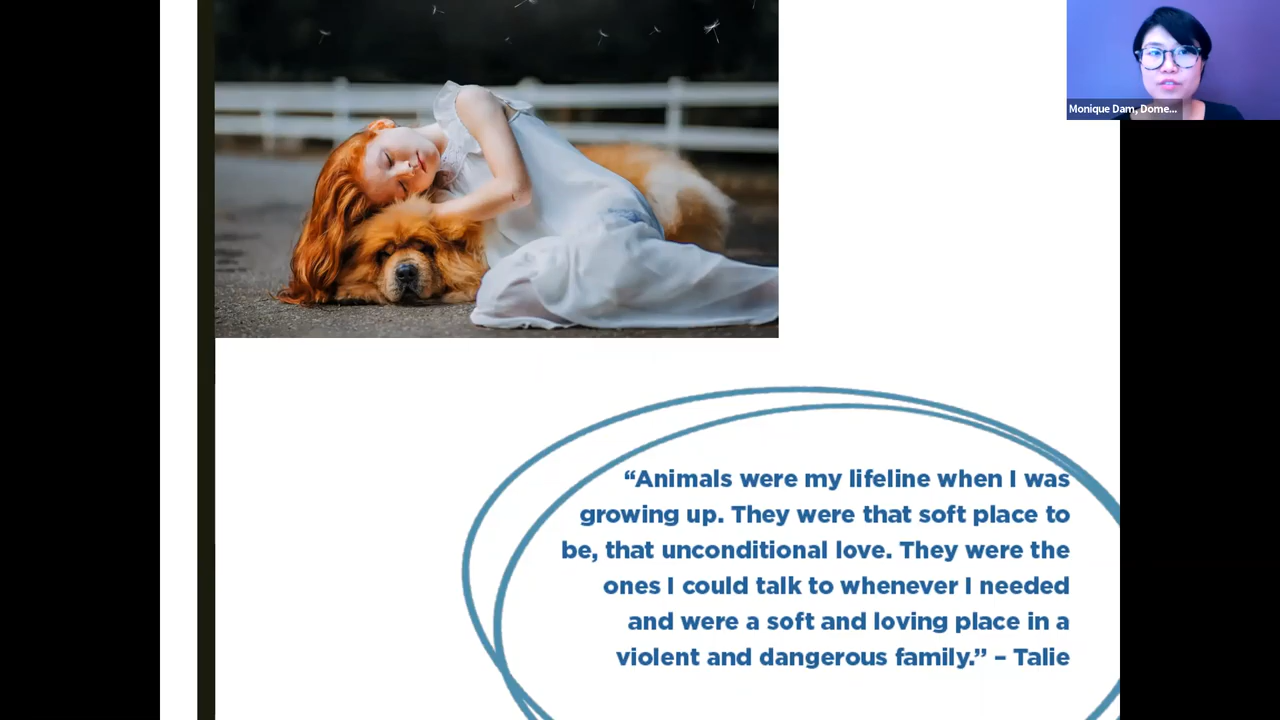 Monique Dam, Dome...
“Animals were my lifeline when I was
growing up. They were that soft place to
be, that unconditional love. They were the
ones I could talk to whenever I needed
and were a soft and loving place in a
violent and dangerous family.” – Talie